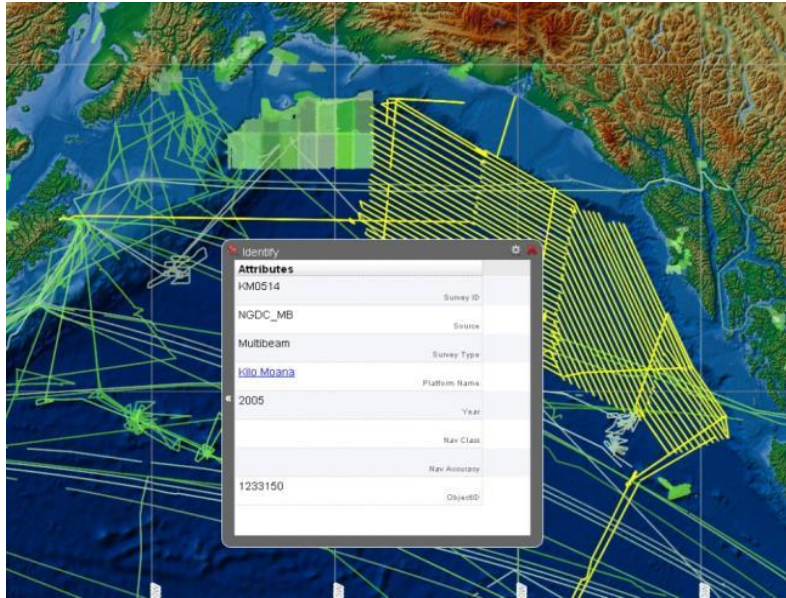 Identify
Attributes
KM0514
Survey ID
NGDC_MB
Source
Multibeam
Survey Type
Kilo Moana
Platform Name
2005
Year
Nav Class
Nav Accuracy
1233150
ObjectID